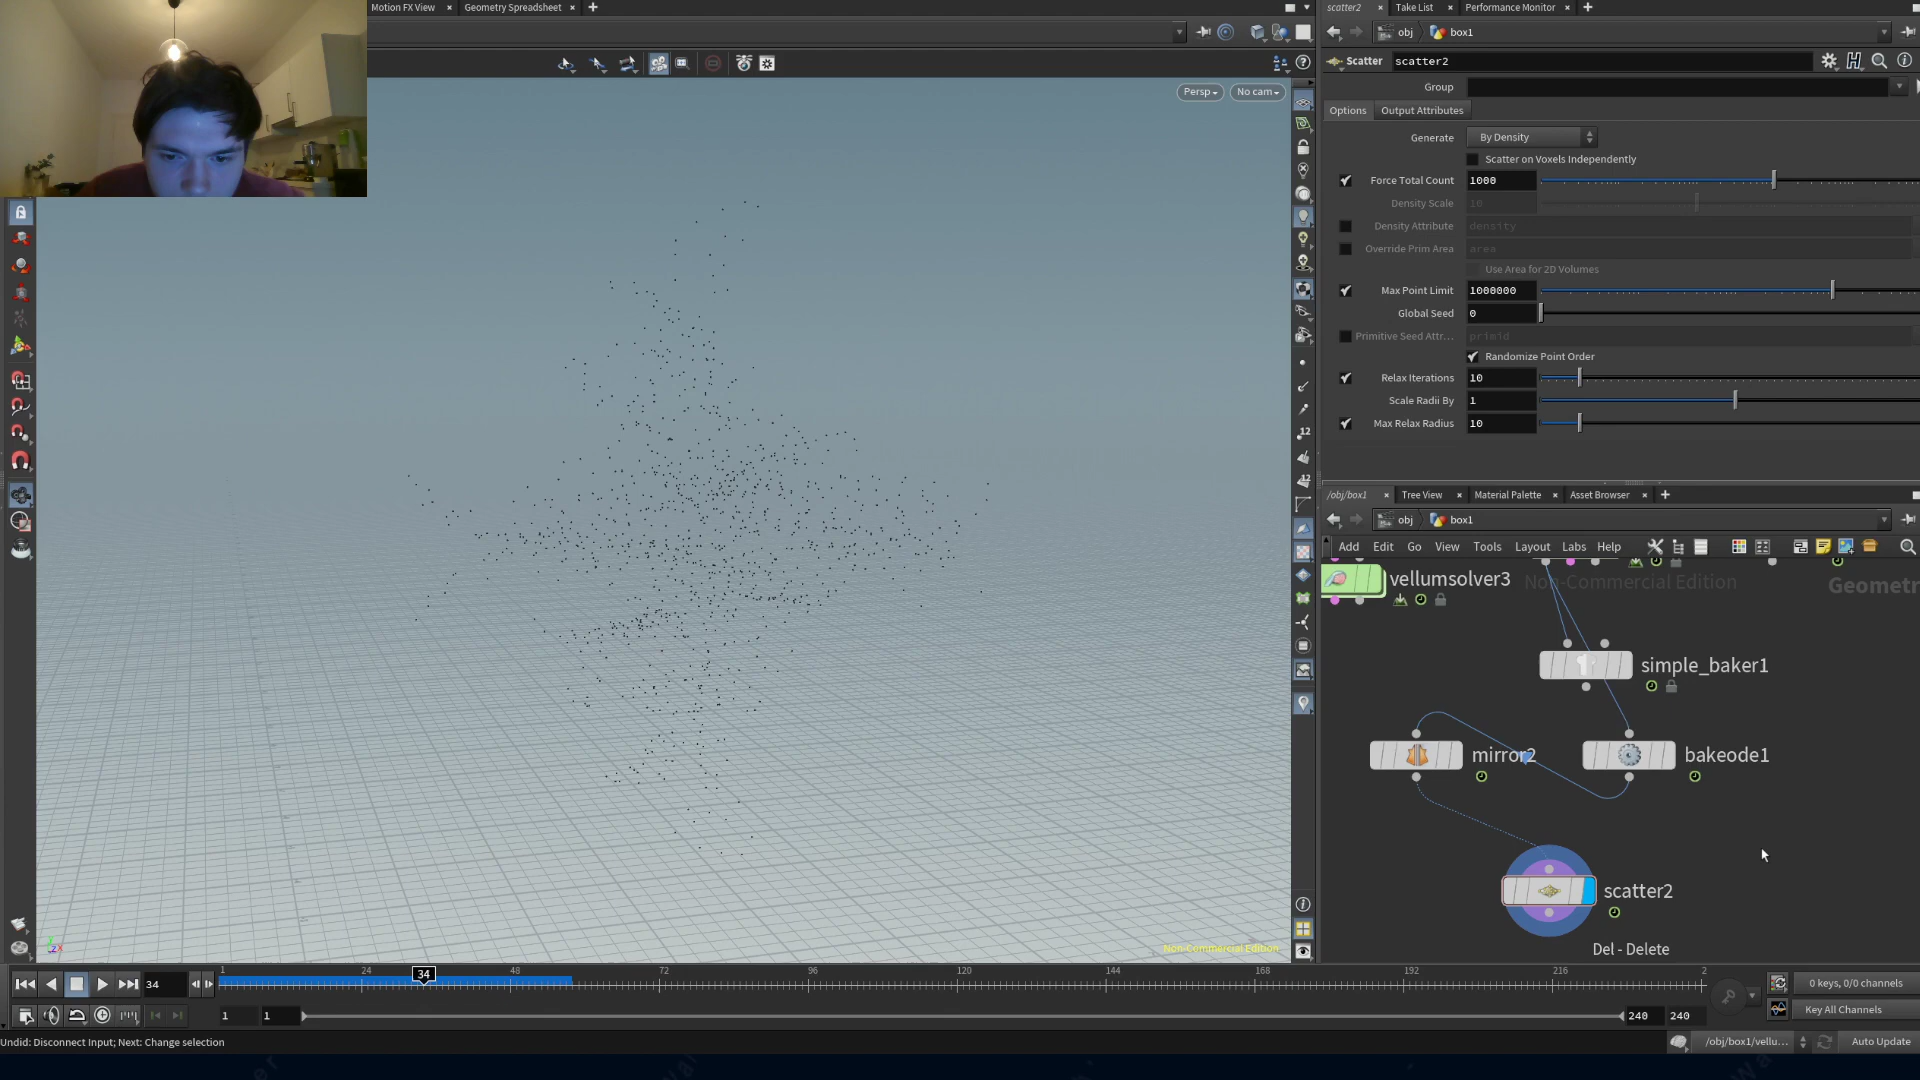 Motion FX View
Geometry Spreadsheet
scatter2
Take List
Performance Monitor
obj
box1
Scatter
scatter2
Group
Options
Output Attributes
Persp
No cam
Generate
By Density
Scatter on Voxels Independently
Force Total Count
1000
Density Scale
10
Density Attribute
density
Override Prim Area
area
Use Area for 2D Volumes
Max Point Limit
1000000
Global Seed
0
Primitive Seed Attr...
primid
Randomize Point Order
Relax Iterations
10
Scale Radii By
1
Max Relax Radius
10
12
12
/obj/box1
Tree View
Material Palette
Asset Browser
obj
box1
Add
Edit
Go
View
Tools
Layout
Labs
Help
vellumsolver3
Non-Commercial Edition
Geometr
simple_baker1
mirror2
bakeode1
scatter2
Del - Delete
Non-Commercial Edition
z x
34
1
24
34
48
72
96
120
144
168
192
216
2
0 keys, 0/0 channels
1
1
240
240
Key All Channels
Undid: Disconnect Input; Next: Change selection
/obj/box1/vellu...
Auto Update